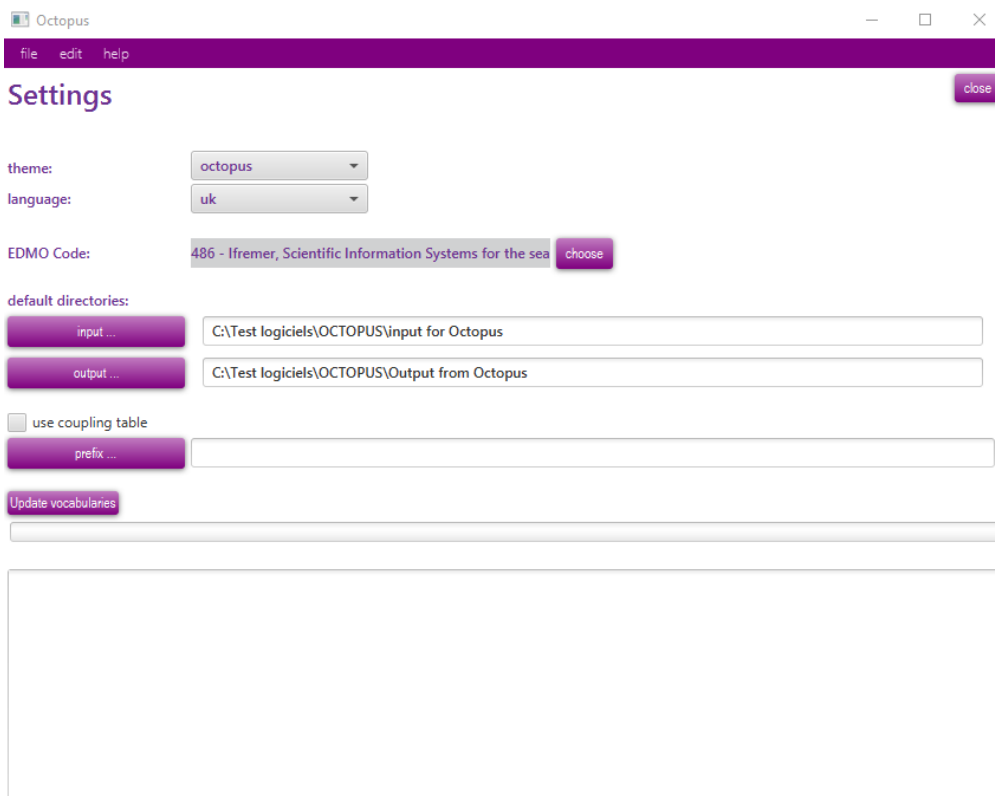 Octopus
file edit help
Settings
close
theme: octopus
language: uk
EDMO Code: 486 - Ifremer, Scientific Information Systems for the sea choose
default directories:
input ... C:\Test logiciels\OCTOPUS\input for Octopus
output ... C:\Test logiciels\OCTOPUS\Output from Octopus
use coupling table
prefix ...
Update vocabularies